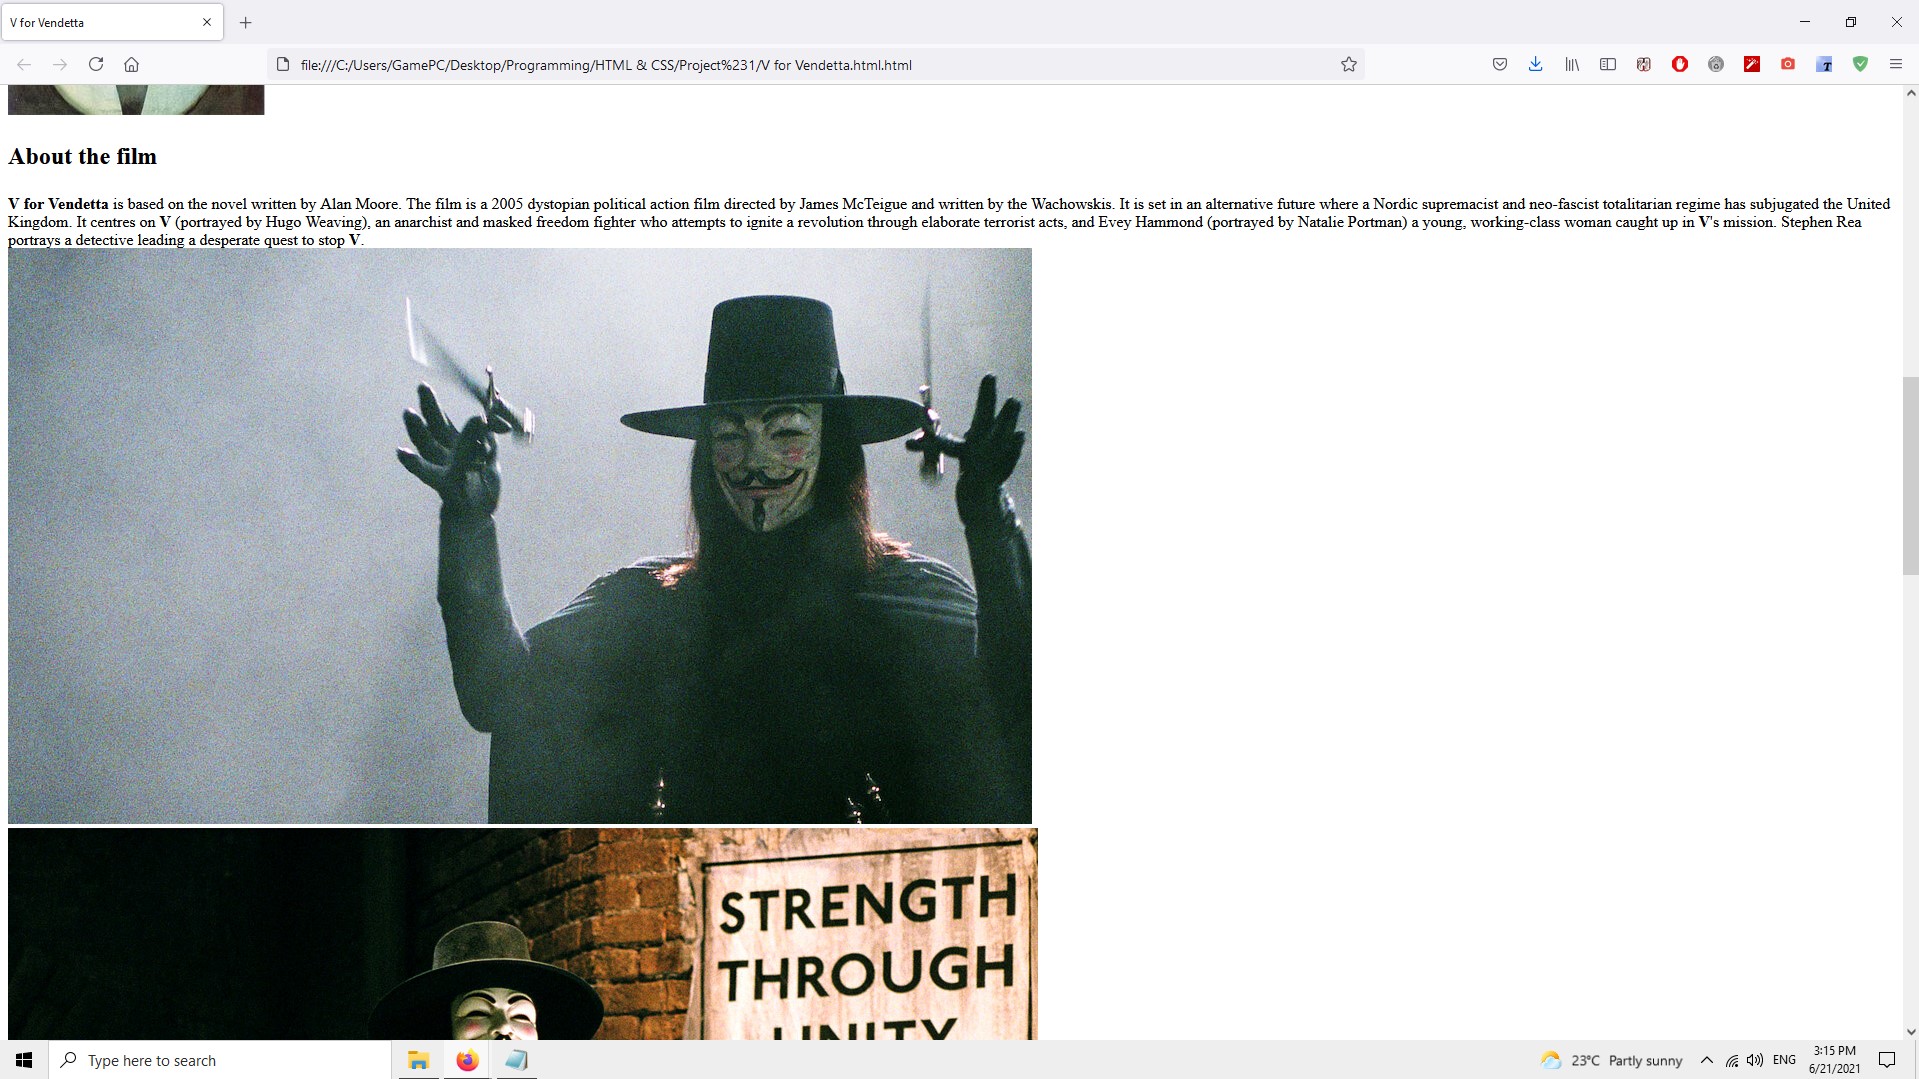 V for Vendetta
file:///C:/Users/GamePC/Desktop/Programming/HTML & CSS/Project%231/V for Vendetta.html.html
About the film
V for Vendetta is based on the novel written by Alan Moore. The film is a 2005 dystopian political action film directed by James McTeigue and written by the Wachowskis. It is set in an alternative future where a Nordic supremacist and neo-fascist totalitarian regime has subjugated the United
Kingdom. It centres on V (portrayed by Hugo Weaving), an anarchist and masked freedom fighter who attempts to ignite a revolution through elaborate terrorist acts, and Evey Hammond (portrayed by Natalie Portman) a young, working-class woman caught up in V's mission. Stephen Rea
portrays a detective leading a desperate quest to stop V.
STRENGTH
THROUGH
UNITY
Type here to search
23°C Partly sunny
ENG
3:15 PM
6/21/2021